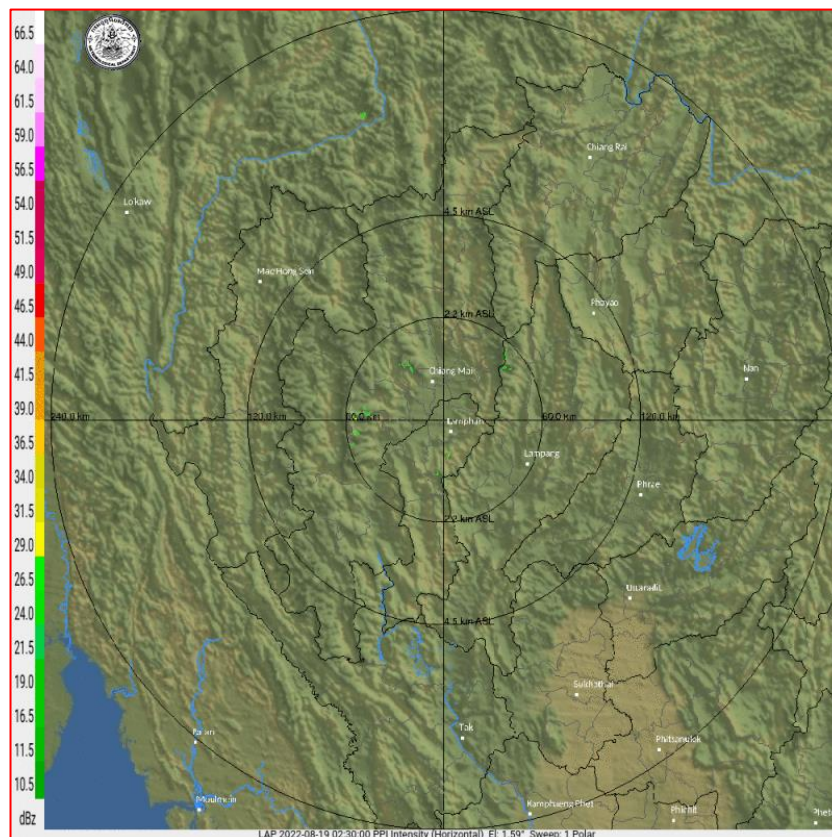 66.5
64.0
61.5
59.0
56.5
54.0
51.5
49.0
46.5
44.0
41.5
39.0
36.5
34.0
31.5
29.0
26.5
24.0
21.5
19.0
16.5
11.5
10.5
dBz
Chiang Rai
Loikaw
4.5 km ASL
Mae Hong Son
Phayao
2.2 km ASL
Chiang Mai
Nan
240.0 km
120.0 km
60.0 km
60.0 km
120.0 km
Lamphun
Lampang
Phrae
2.2 km ASL
Uttaradit
4.5 km ASL
Sukhothai
Tak
Phitsanulok
Moulmein
Kamphaeng Phet
Phichit
LAP 2022-08-19 02:30:00 PPI Intensity (Horizontal) El: 1.59° Sweep: 1 Polar